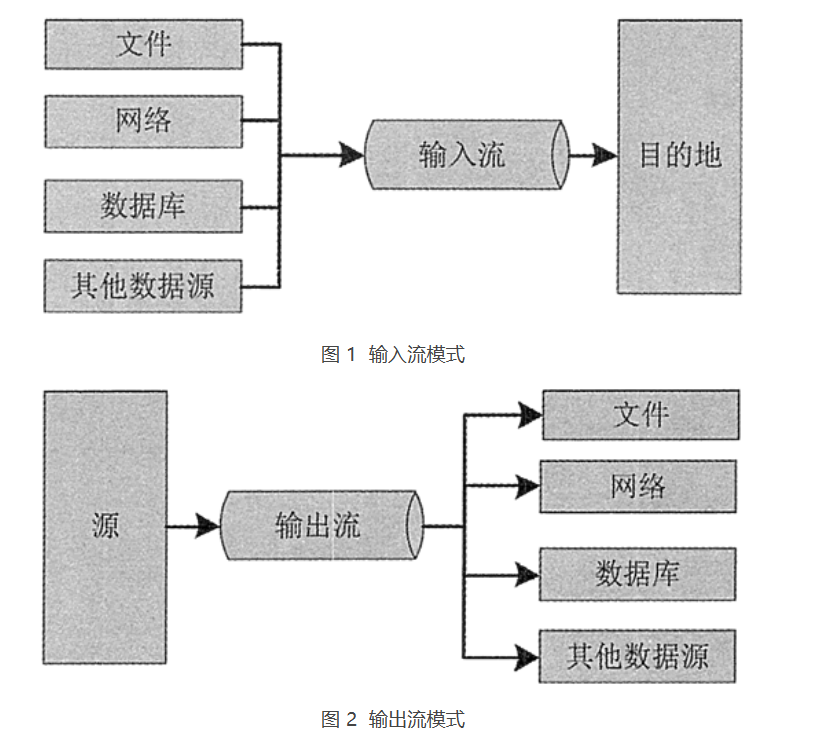 文件
网络
数据库
其他数据源
输入流
目的地
图 1 输入流模式
源
输出流
文件
网络
数据库
其他数据源
图 2 输出流模式